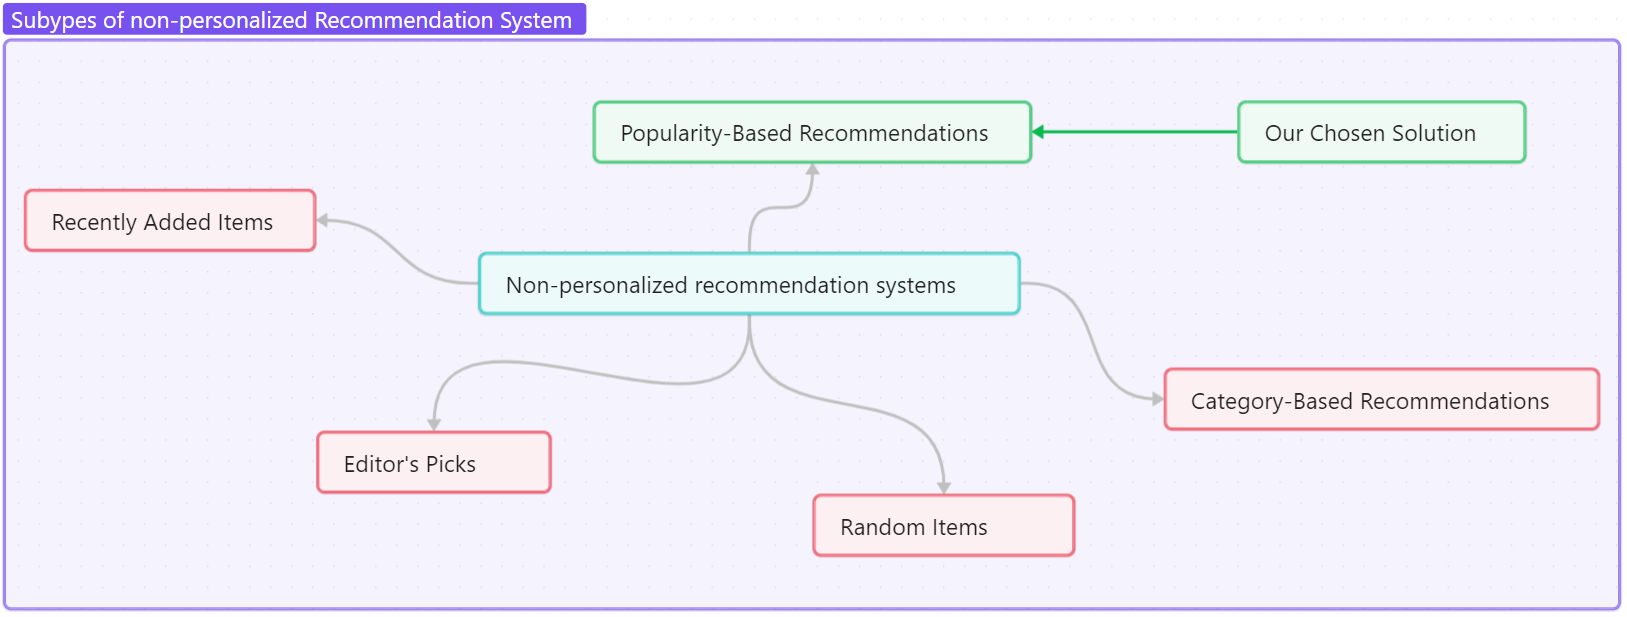 Subypes of non-personalized Recommendation System
Popularity-Based Recommendations
Our Chosen Solution
Recently Added Items
Non-personalized recommendation systems
Category-Based Recommendations
Editor's Picks
Random Items